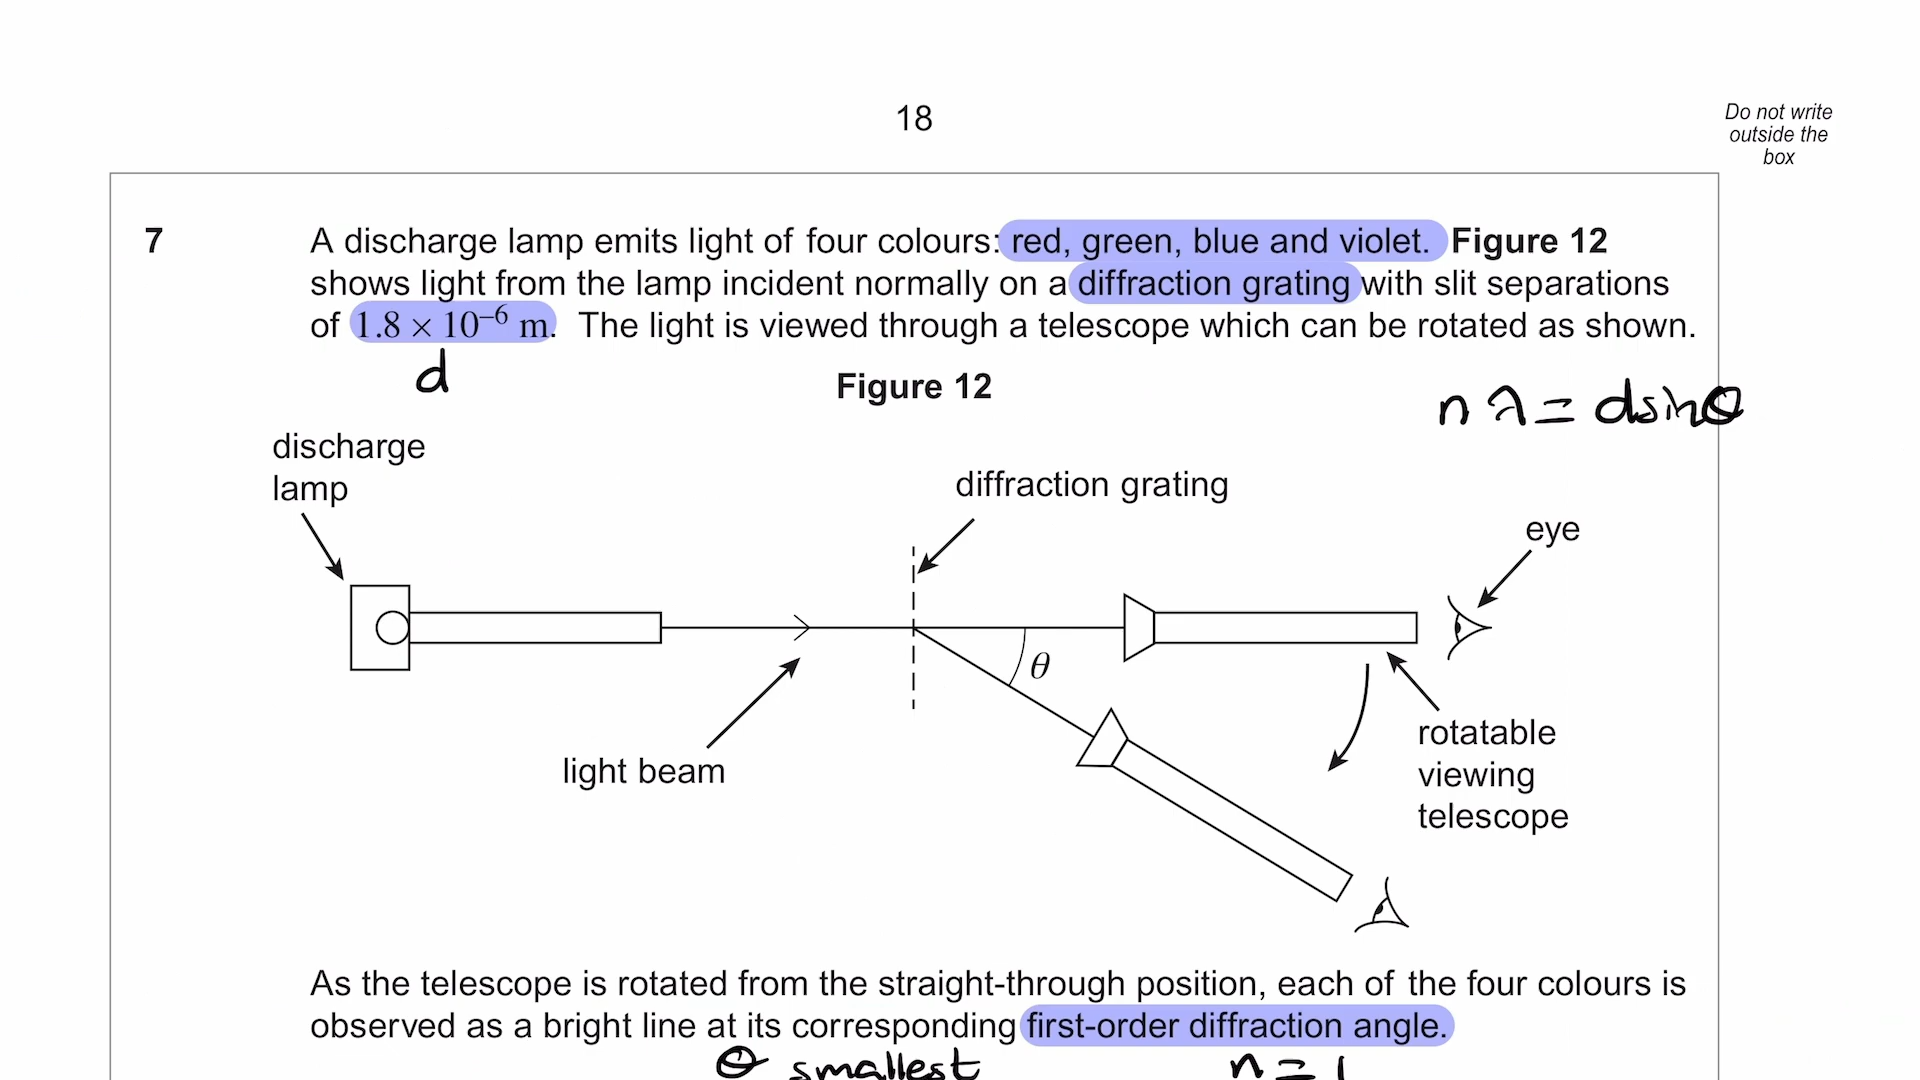 18
Do not write
outside the
box
7 A discharge lamp emits light of four colours: red, green, blue and violet. Figure 12
shows light from the lamp incident normally on a diffraction grating with slit separations
of 1.8 × 10⁻⁶ m. The light is viewed through a telescope which can be rotated as shown.
d
Figure 12
nλ = dsinθ
discharge
lamp
diffraction grating
eye
θ
light beam
rotatable
viewing
telescope
As the telescope is rotated from the straight-through position, each of the four colours is
observed as a bright line at its corresponding first-order diffraction angle.
θ smallest n = 1